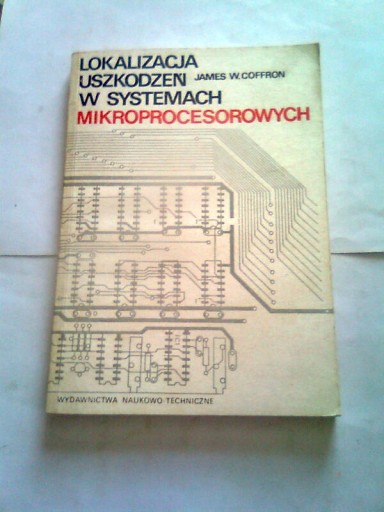 LOKALIZACJA
USZKODZEŃ JAMES W. COFFRON
W SYSTEMACH
MIKROPROCESOROWYCH
WYDAWNICTWA NAUKOWO-TECHNICZNE